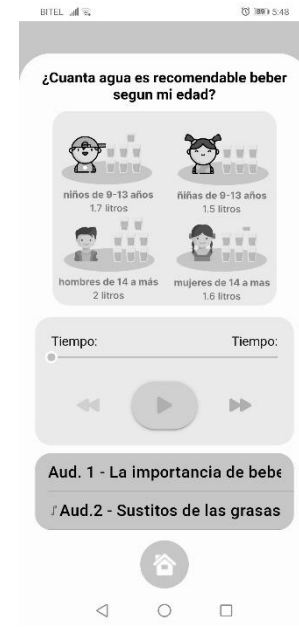 BITEL
5:48
¿Cuanta agua es recomendable beber
segun mi edad?
niños de 9-13 años
1.7 litros
niñas de 9-13 años
1.5 litros
hombres de 14 a más
2 litros
mujeres de 14 a mas
1.6 litros
Tiempo:
Tiempo:
Aud. 1 - La importancia de bebe
Aud.2 - Sustitos de las grasas